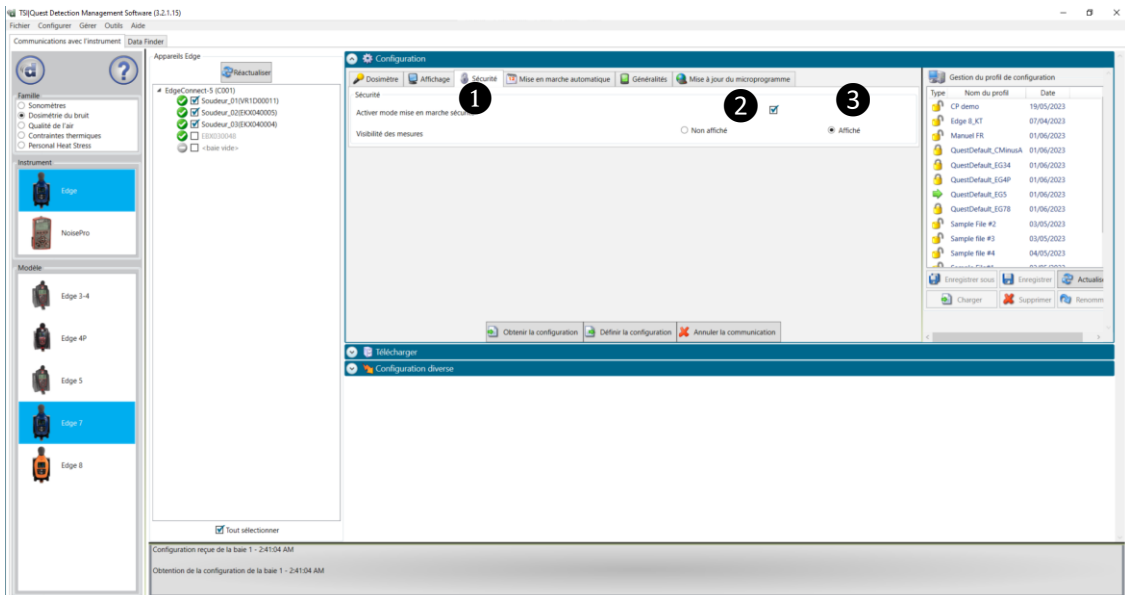 TSI|Quest Detection Management Software (3.2.1.15)
Fichier Configurer Gérer Outils Aide
Communications avec l'instrument Data Finder
Famille
Sonomètres
Dosimétrie du bruit
Qualité de l'air
Contraintes thermiques
Personal Heat Stress
Instrument
Edge
NoisePro
Modèle
Edge 3-4
Edge 4P
Edge 5
Edge 7
Edge 8
Appareils Edge
Réactualiser
EdgeConnect-5 (C001)
Soudeur_01(VR1D00011)
Soudeur_02(EKX040005)
Soudeur_03(EKX040004)
EBX030048
<baie vide>
Tout sélectionner
Configuration
Dosimètre Affichage Sécurité Mise en marche automatique Généralités Mise à jour du microprogramme
1 2 3
Sécurité
Activer mode mise en marche
Visibilité des mesures Non affiché Affiché
Obtenir la configuration Définir la configuration Annuler la communication
Gestion du profil de con
Type Nom du profil Date
CP demo 19/05/2023
Edge 8_KT 07/04/2023
Manuel FR 01/06/2023
QuestDefault_CMinusA 01/06/2023
QuestDefault_EG34 01/06/2023
QuestDefault_EG4P 01/06/2023
QuestDefault_EG5 01/06/2023
QuestDefault_EG78 01/06/2023
Sample File #2 03/05/2023
Sample file #3 03/05/2023
Sample file #4 04/05/2023
Enregistrer sous Enregistrer Actualis
Charger Supprimer Renomm
Télécharger
Configuration diverse
Configuration reçue de la baie 1 - 2:41:04 AM
Obtention de la configuration de la baie 1 - 2:41:04 AM